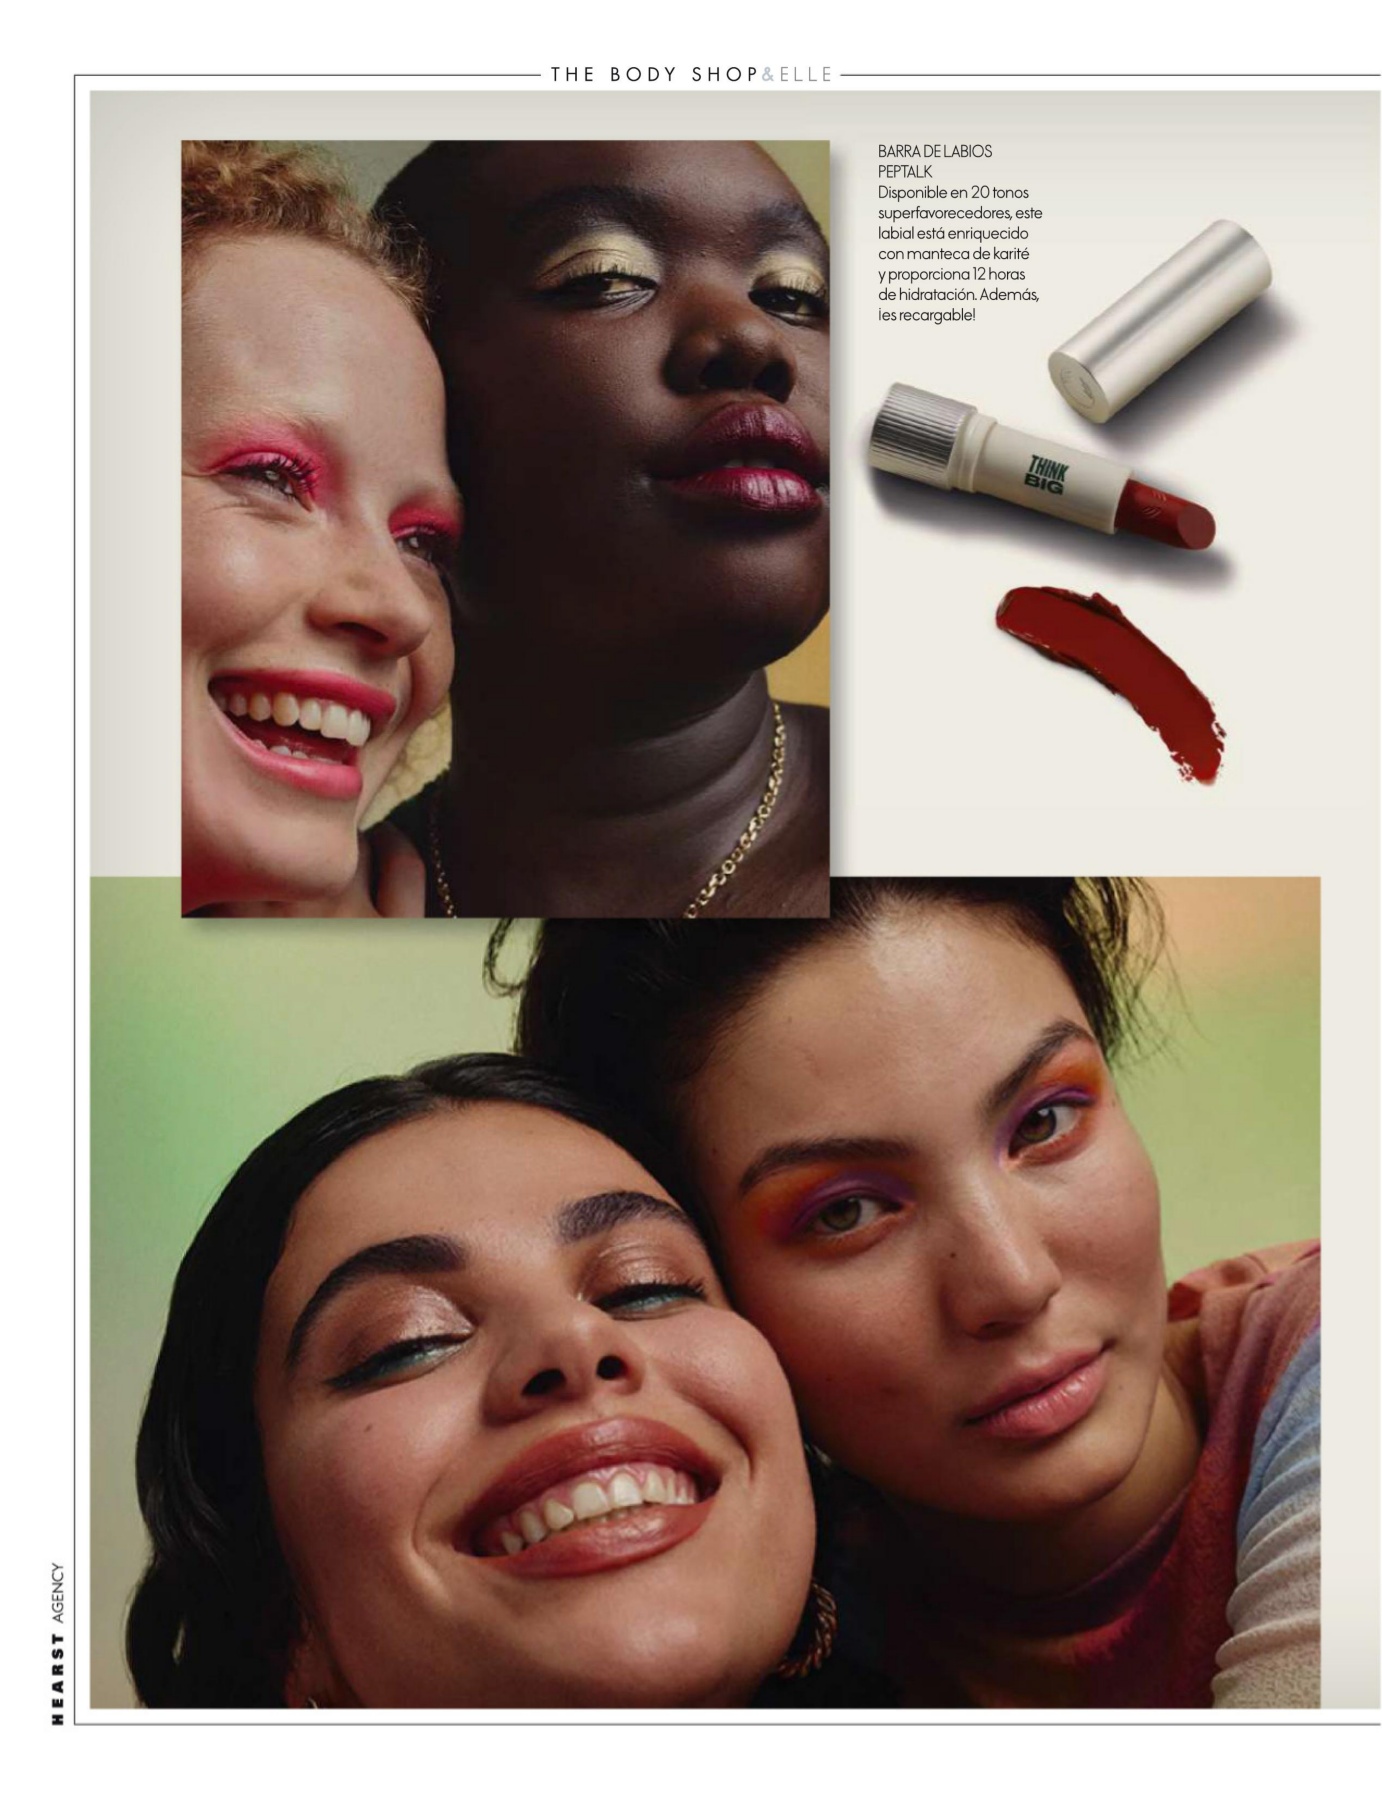 THE BODY SHOP&ELLE
BARRA DE LABIOS
PEPTALK
Disponible en 20 tonos
superfavorecedores, este
labial está enriquecido
con manteca de karité
y proporciona 12 horas
de hidratación. Además,
¡es recargable!
THINK
BIG
HEARST AGENCY